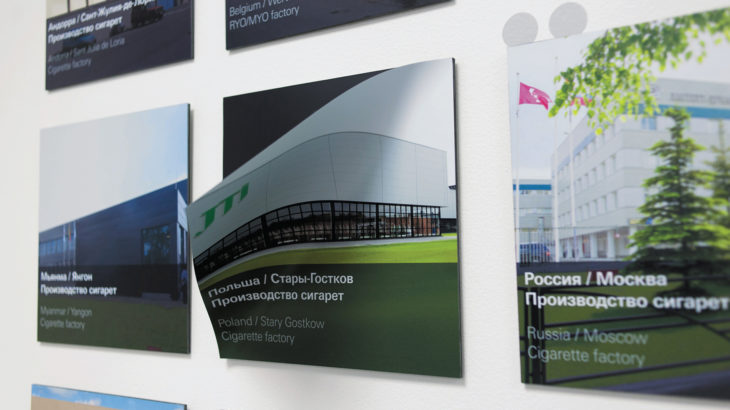 Андорра / Сант-Жулия-де-Лория
Производство сигарет
Andorra / Sant Julià de Lòria
Cigarette factory
Belgium /
RYO/MYO factory
Мьянма / Янгон
Производство сигарет
Myanmar / Yangon
Cigarette factory
JTI
Польша / Стары-Гостков
Производство сигарет
Poland / Stary Gostkow
Cigarette factory
Россия / Москва
Производство сигарет
Russia / Moscow
Cigarette factory